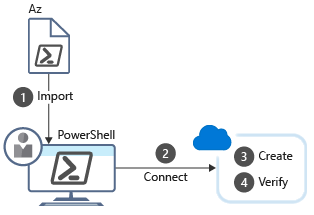 Az
1 Import
PowerShell
2
Connect
3 Create
4 Verify